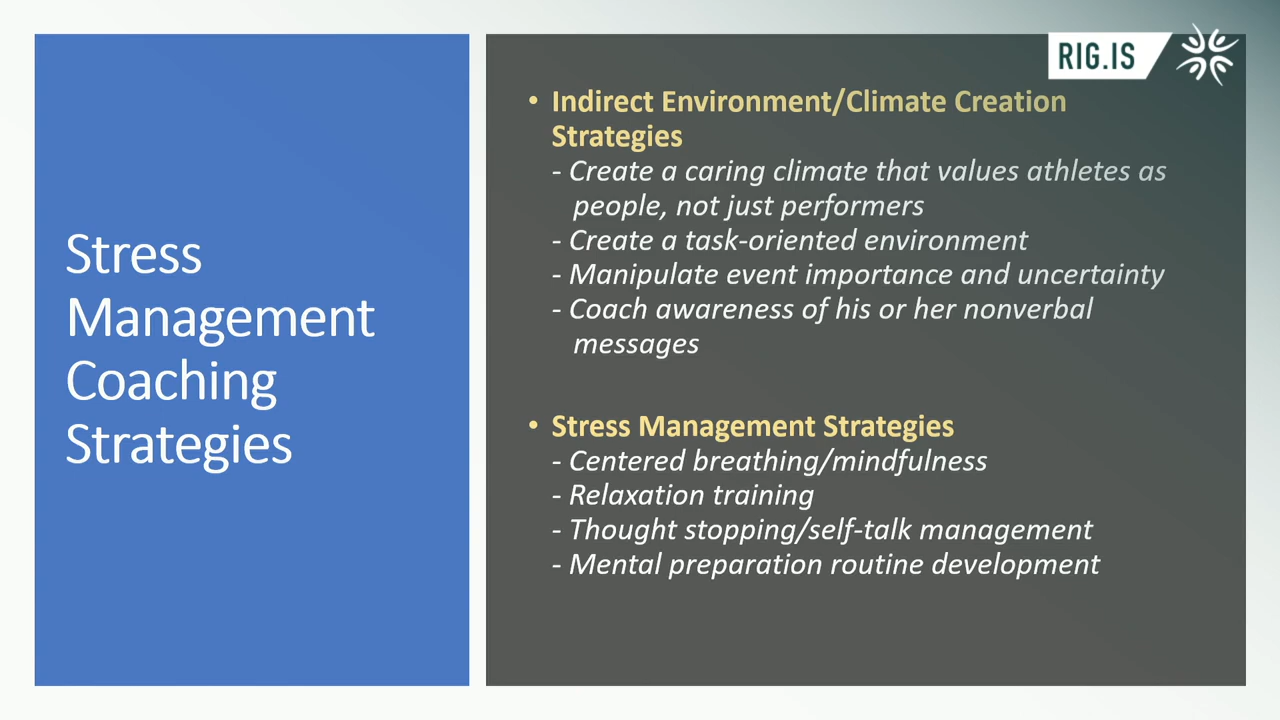 Stress
Management
Coaching
Strategies
RIG.IS
• Indirect Environment/Climate Creation
Strategies
- Create a caring climate that values athletes as
people, not just performers
- Create a task-oriented environment
- Manipulate event importance and uncertainty
- Coach awareness of his or her nonverbal
messages
• Stress Management Strategies
- Centered breathing/mindfulness
- Relaxation training
- Thought stopping/self-talk management
- Mental preparation routine development